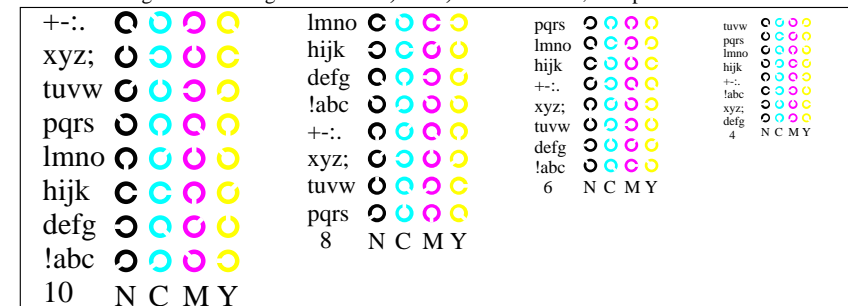 +-:.
xyz;
tuvw
pqrs
lmno
hijk
defg
!abc
10 N C M Y
lmno
hijk
defg
!abc
+-:.
xyz;
tuvw
pqrs
8 N C M Y
pqrs
lmno
hijk
+-:.
xyz;
tuvw
defg
!abc
6 N C M Y
tuvw
pqrs
lmno
hijk
+-:.
!abc
xyz;
defg
4 N C M Y